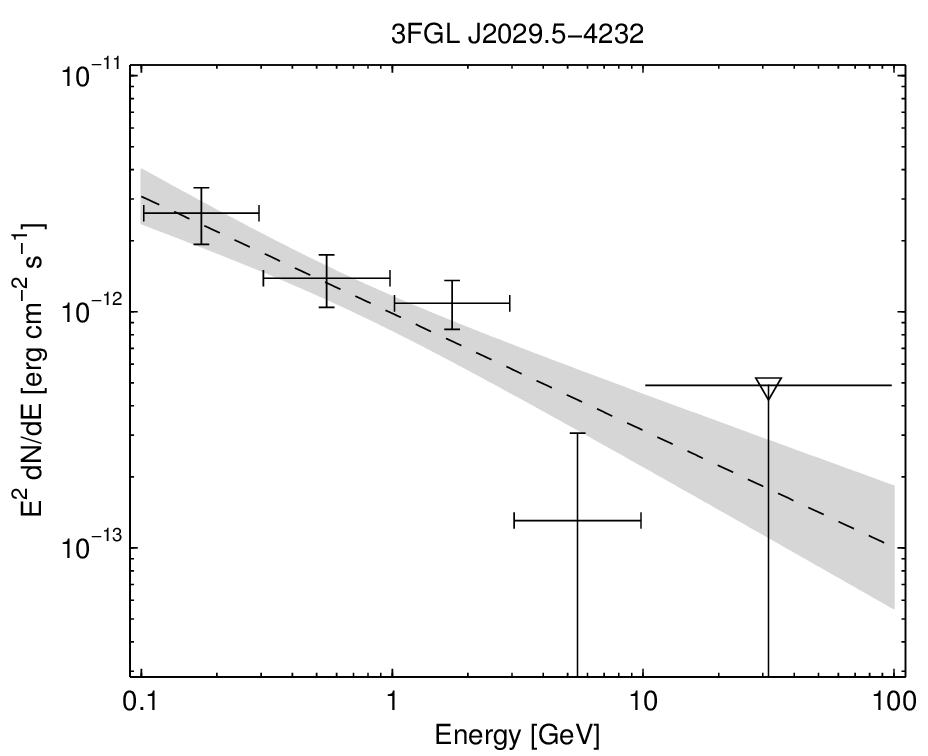 3FGL J2029.5−4232
10⁻¹¹
10⁻¹²
10⁻¹³
E² dN/dE [erg cm⁻² s⁻¹]
0.1 1 10 100
Energy [GeV]